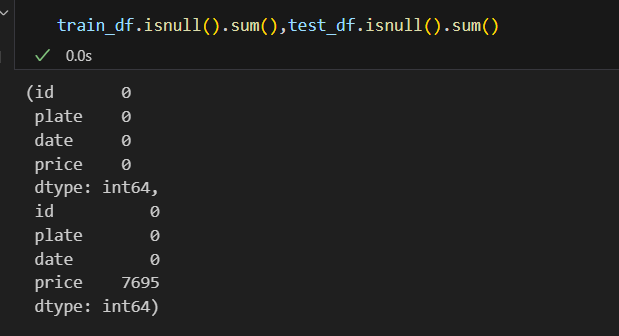 train_df.isnull().sum(),test_df.isnull().sum()
0.0s
(id 0
plate 0
date 0
price 0
dtype: int64,
id 0
plate 0
date 0
price 7695
dtype: int64)